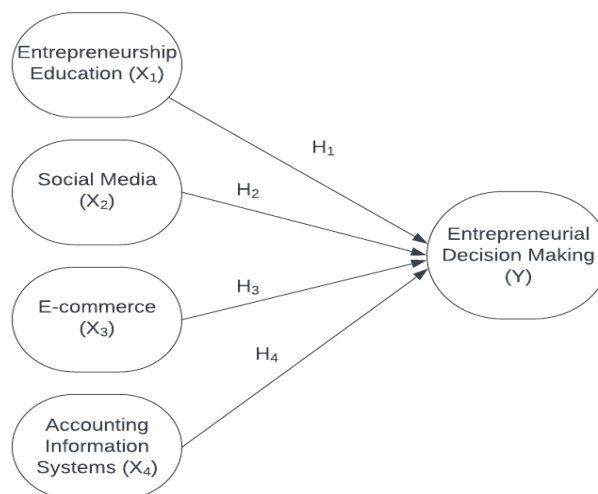 Entrepreneurship
Education (X₁)
H₁
Social Media
(X₂)
H₂
Entrepreneurial
Decision Making
(Y)
E-commerce
(X₃)
H₃
H₄
Accounting
Information
Systems (X₄)